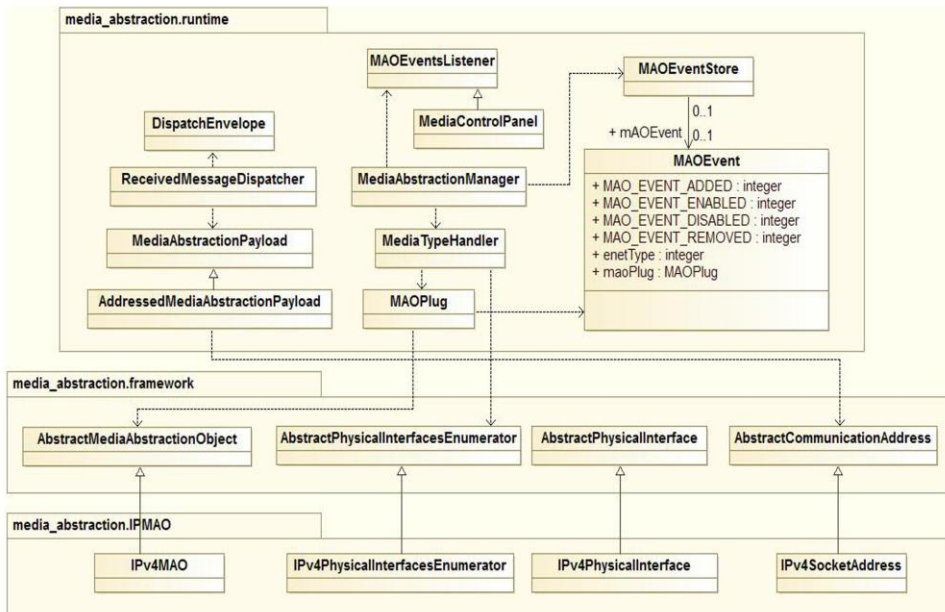 media_abstraction.runtime
MAOEventsListener
MAOEventStore
MediaControlPanel
0..1
+ mAOEvent
0..1
DispatchEnvelope
MAOEvent
ReceivedMessageDispatcher
MediaAbstractionManager
+ MAO_EVENT_ADDED : integer
+ MAO_EVENT_ENABLED : integer
+ MAO_EVENT_DISABLED : integer
+ MAO_EVENT_REMOVED : integer
+ enetType : integer
+ maoPlug : MAOPlug
MediaAbstractionPayload
MediaTypeHandler
AddressedMediaAbstractionPayload
MAOPlug
media_abstraction.framework
AbstractMediaAbstractionObject
AbstractPhysicalInterfacesEnumerator
AbstractPhysicalInterface
AbstractCommunicationAddress
media_abstraction.IPMAO
IPv4MAO
IPv4PhysicalInterfacesEnumerator
IPv4PhysicalInterface
IPv4SocketAddress